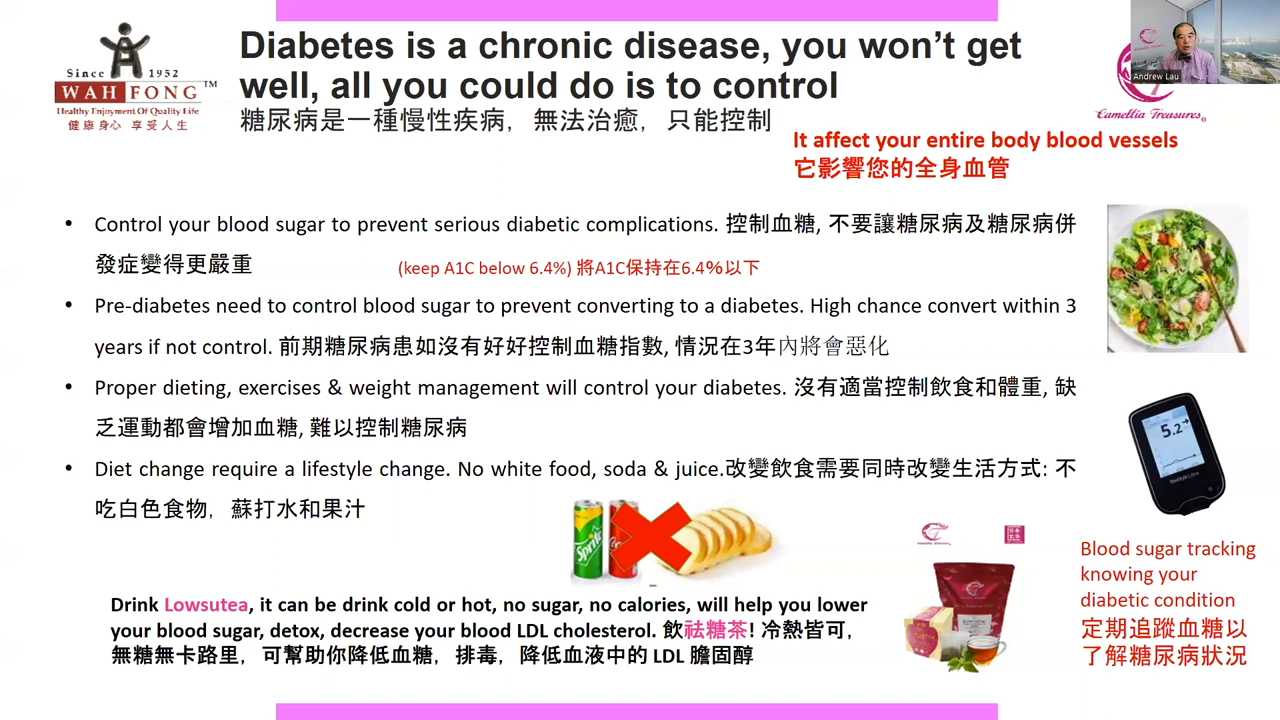 Since 1952
WAH FONG™
Healthy Enjoyment Of Quality Life
健康身心 享受人生
Diabetes is a chronic disease, you won't get
well, all you could do is to control
糖尿病是一種慢性疾病，無法治癒，只能控制
Andrew Lau
Camellia Treasures®
It affect your entire body blood vessels
它影響您的全身血管
• Control your blood sugar to prevent serious diabetic complications. 控制血糖, 不要讓糖尿病及糖尿病併
發症變得更嚴重
(keep A1C below 6.4%) 將A1C保持在6.4%以下
• Pre-diabetes need to control blood sugar to prevent converting to a diabetes. High chance convert within 3
years if not control. 前期糖尿病患如沒有好好控制血糖指數, 情況在3年內將會惡化
• Proper dieting, exercises & weight management will control your diabetes. 沒有適當控制飲食和體重, 缺
乏運動都會增加血糖, 難以控制糖尿病
• Diet change require a lifestyle change. No white food, soda & juice.改變飲食需要同時改變生活方式: 不
吃白色食物，蘇打水和果汁
Sprite
5.2
FreeStyle Libre
Drink Lowsutea, it can be drink cold or hot, no sugar, no calories, will help you lower
your blood sugar, detox, decrease your blood LDL cholesterol. 飲祛糖茶! 冷熱皆可，
無糖無卡路里，可幫助你降低血糖，排毒，降低血液中的 LDL 膽固醇
Blood sugar tracking
knowing your
diabetic condition
定期追蹤血糖以
了解糖尿病狀況